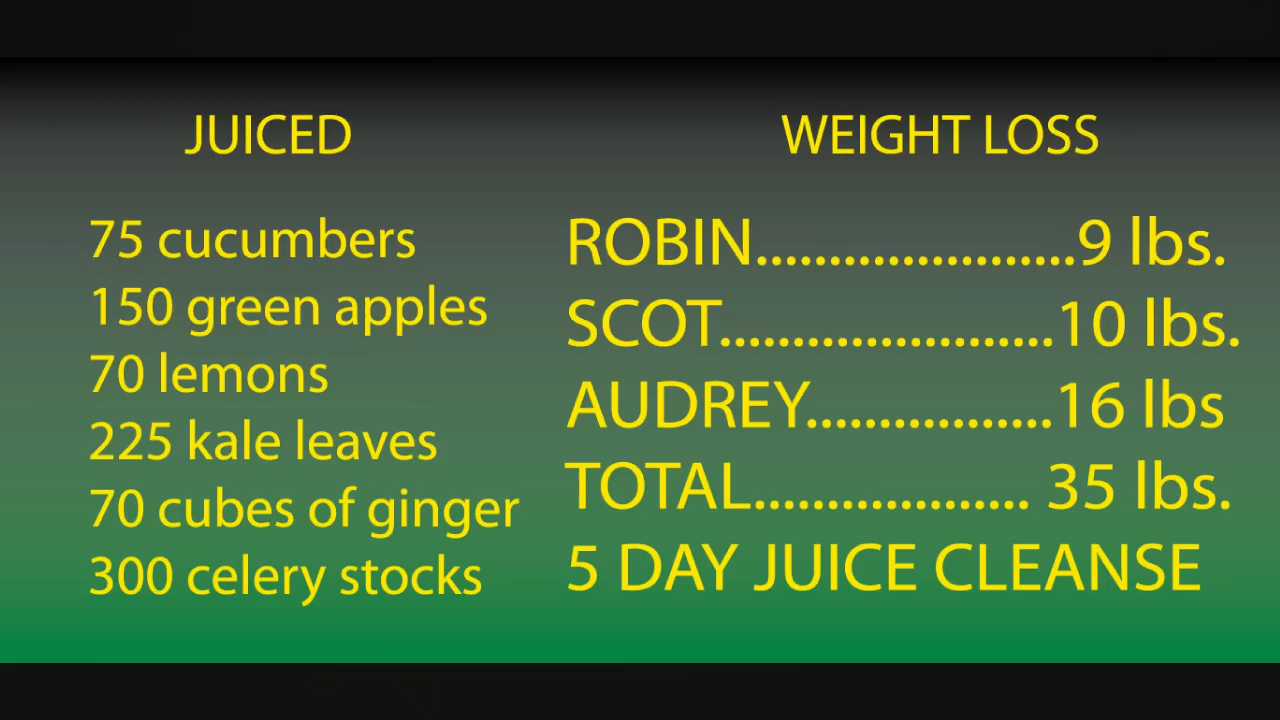 JUICED
75 cucumbers
150 green apples
70 lemons
225 kale leaves
70 cubes of ginger
300 celery stocks
WEIGHT LOSS
ROBIN......................9 lbs.
SCOT.......................10 lbs.
AUDREY.................16 lbs
TOTAL................... 35 lbs.
5 DAY JUICE CLEANSE